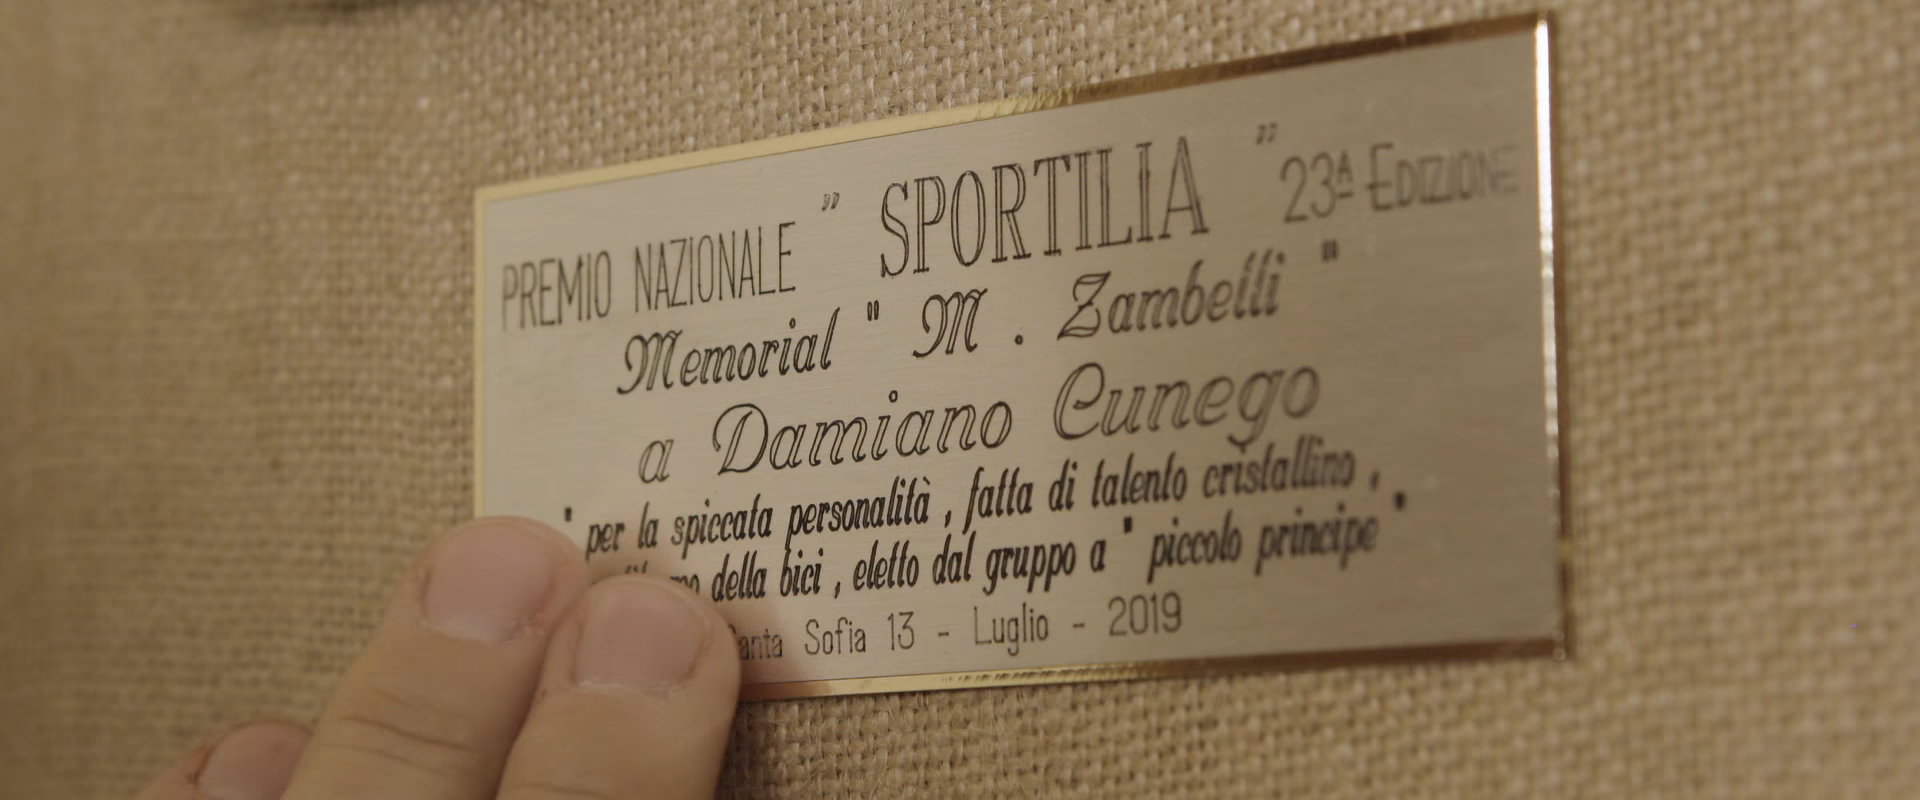 PREMIO NAZIONALE " SPORTILIA " 23ª EDIZIONE
Memorial " M . Zambelli "
a Damiano Cunego
" per la spiccata personalità , fatta di talento cristallino ,
della bici , eletto dal gruppo a " piccolo principe "
Sofia 13 - Luglio - 2019